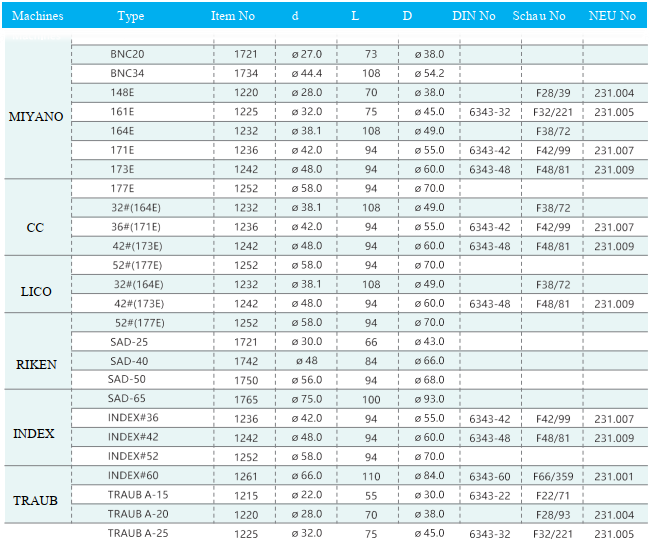 Machines Type Item No d L D DIN No Schau No NEU No
BNC20 1721 ø 27.0 73 ø 38.0
BNC34 1734 ø 44.4 108 ø 54.2
148E 1220 ø 28.0 70 ø 38.0 F28/39 231.004
MIYANO 161E 1225 ø 32.0 75 ø 45.0 6343-32 F32/221 231.005
164E 1232 ø 38.1 108 ø 49.0 F38/72
171E 1236 ø 42.0 94 ø 55.0 6343-42 F42/99 231.007
173E 1242 ø 48.0 94 ø 60.0 6343-48 F48/81 231.009
177E 1252 ø 58.0 94 ø 70.0
32#(164E) 1232 ø 38.1 108 ø 49.0 F38/72
CC 36#(171E) 1236 ø 42.0 94 ø 55.0 6343-42 F42/99 231.007
42#(173E) 1242 ø 48.0 94 ø 60.0 6343-48 F48/81 231.009
52#(177E) 1252 ø 58.0 94 ø 70.0
LICO 32#(164E) 1232 ø 38.1 108 ø 49.0 F38/72
42#(173E) 1242 ø 48.0 94 ø 60.0 6343-48 F48/81 231.009
52#(177E) 1252 ø 58.0 94 ø 70.0
SAD-25 1721 ø 30.0 66 ø 43.0
RIKEN SAD-40 1742 ø 48 84 ø 66.0
SAD-50 1750 ø 56.0 94 ø 68.0
SAD-65 1765 ø 75.0 100 ø 93.0
INDEX#36 1236 ø 42.0 94 ø 55.0 6343-42 F42/99 231.007
INDEX INDEX#42 1242 ø 48.0 94 ø 60.0 6343-48 F48/81 231.009
INDEX#52 1252 ø 58.0 94 ø 70.0
INDEX#60 1261 ø 66.0 110 ø 84.0 6343-60 F66/359 231.001
TRAUB TRAUB A-15 1215 ø 22.0 55 ø 30.0 6343-22 F22/71
TRAUB A-20 1220 ø 28.0 70 ø 38.0 F28/93 231.004
TRAUB A-25 1225 ø 32.0 75 ø 45.0 6343-32 F32/221 231.005